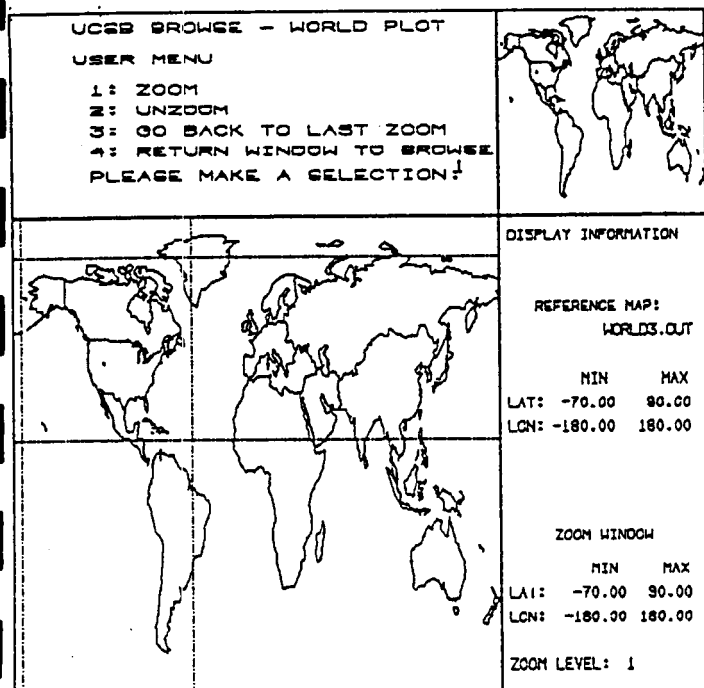 UCSB BROWSE - WORLD PLOT
USER MENU
1: ZOOM
2: UNZOOM
3: GO BACK TO LAST ZOOM
4: RETURN WINDOW TO BROWSE
PLEASE MAKE A SELECTION: 1
DISPLAY INFORMATION
REFERENCE MAP:
WORLD3.OUT
MIN MAX
LAT: -70.00 90.00
LON: -180.00 180.00
ZOOM WINDOW
MIN MAX
LAT: -70.00 90.00
LON: -180.00 180.00
ZOOM LEVEL: 1